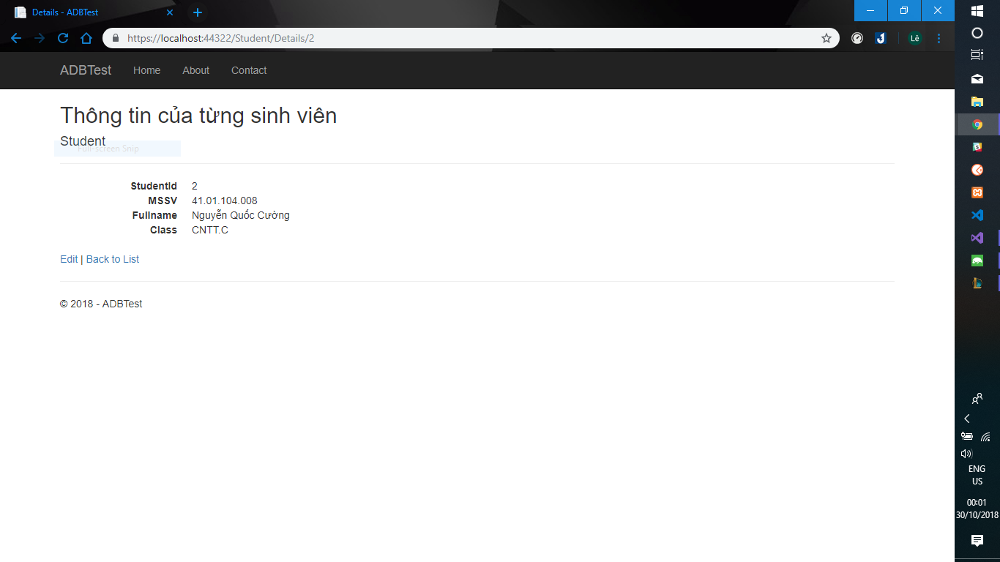 Details - ADBTest
https://localhost:44322/Student/Details/2
Lê
ADBTest Home About Contact
Thông tin của từng sinh viên
Student
Full-screen Snip
StudentId 2
MSSV 41.01.104.008
Fullname Nguyễn Quốc Cường
Class CNTT.C
Edit | Back to List
© 2018 - ADBTest
ENG
US
00:01
30/10/2018